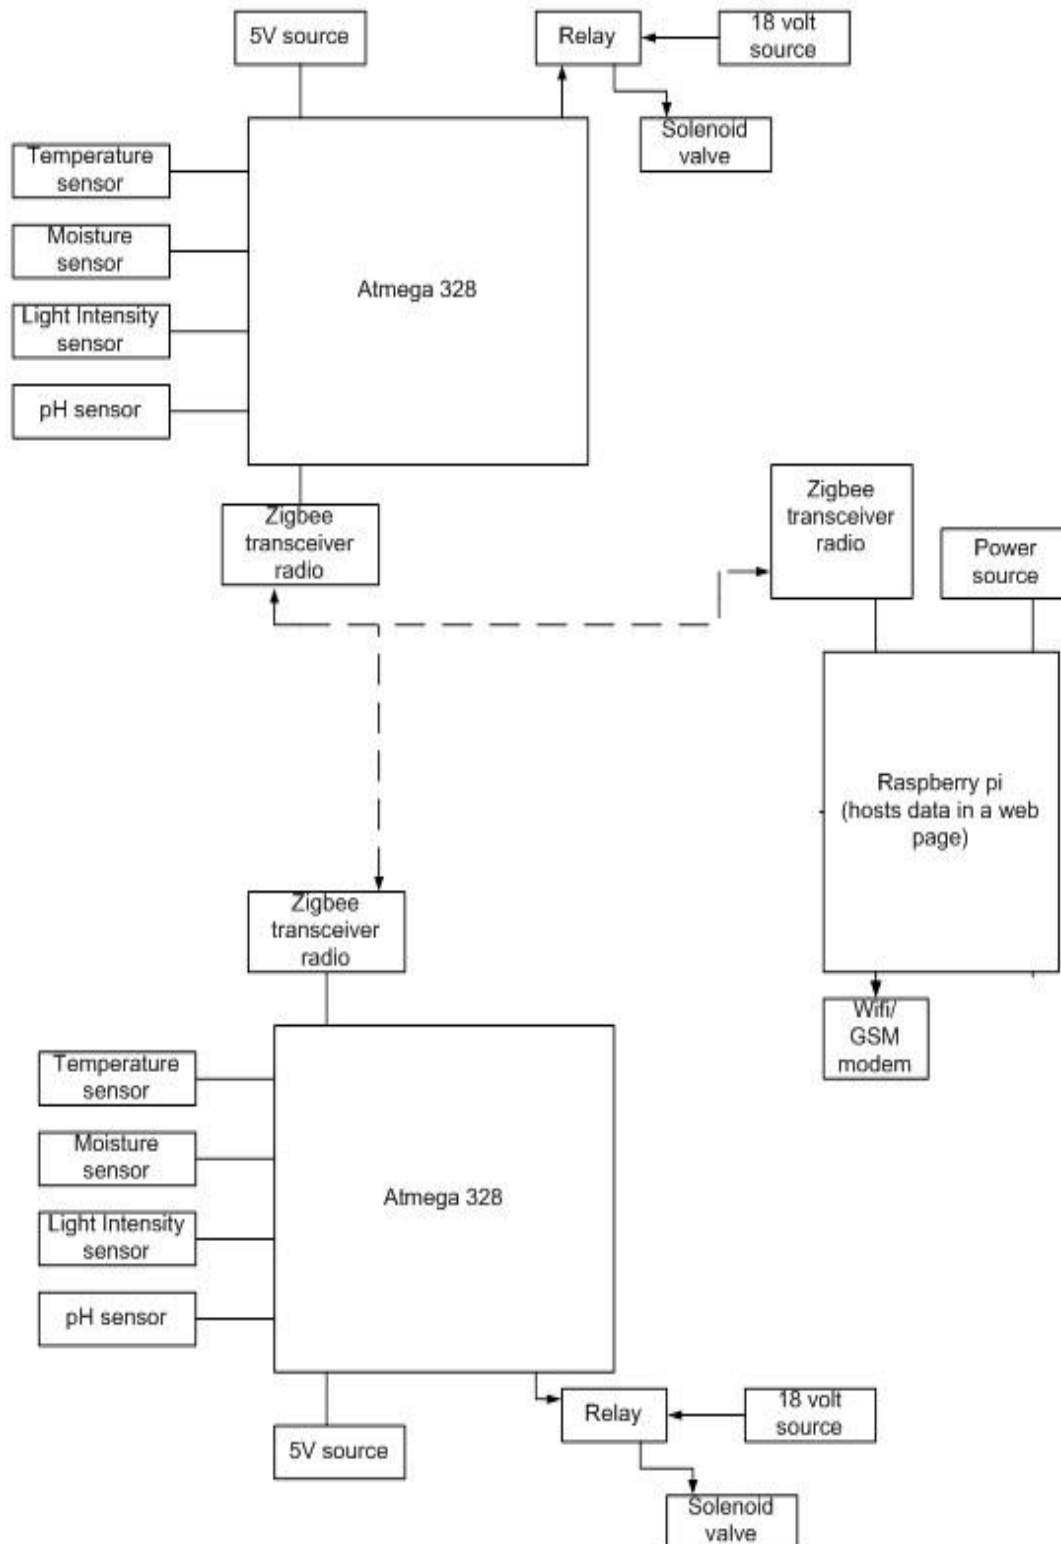 5V source
Relay
18 volt
source
Solenoid
valve
Temperature
sensor
Moisture
sensor
Light Intensity
sensor
pH sensor
Atmega 328
Zigbee
transceiver
radio
Zigbee
transceiver
radio
Power
source
Raspberry pi
(hosts data in a web
page)
Wifi/
GSM
modem
Zigbee
transceiver
radio
Temperature
sensor
Moisture
sensor
Light Intensity
sensor
pH sensor
Atmega 328
5V source
Relay
18 volt
source
Solenoid
valve